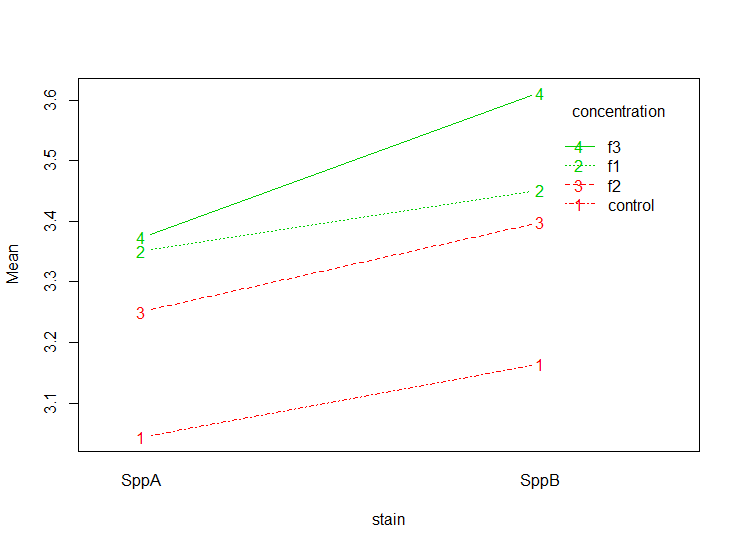 3.6
3.5
3.4
3.3
3.2
3.1
Mean
4
2
3
1
4
2
3
1
concentration
4 f3
2 f1
3 f2
1 control
SppA SppB
stain